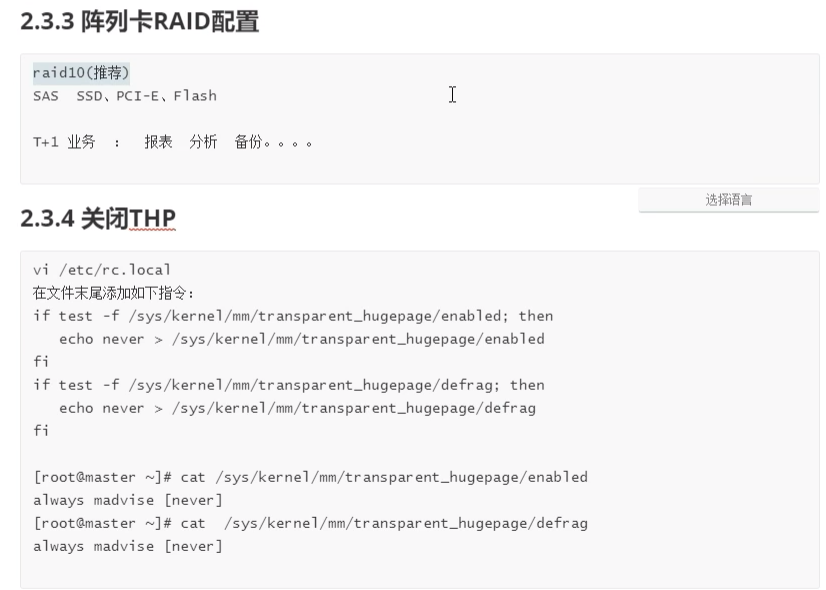 2.3.3 阵列卡RAID配置
raid10(推荐)
SAS  SSD、PCI-E、Flash
T+1 业务  ：  报表  分析  备份。。。。
选择语言
2.3.4 关闭THP
vi /etc/rc.local
在文件末尾添加如下指令：
if test -f /sys/kernel/mm/transparent_hugepage/enabled; then
   echo never > /sys/kernel/mm/transparent_hugepage/enabled
fi
if test -f /sys/kernel/mm/transparent_hugepage/defrag; then
   echo never > /sys/kernel/mm/transparent_hugepage/defrag
fi
[root@master ~]# cat /sys/kernel/mm/transparent_hugepage/enabled
always madvise [never]
[root@master ~]# cat  /sys/kernel/mm/transparent_hugepage/defrag
always madvise [never]